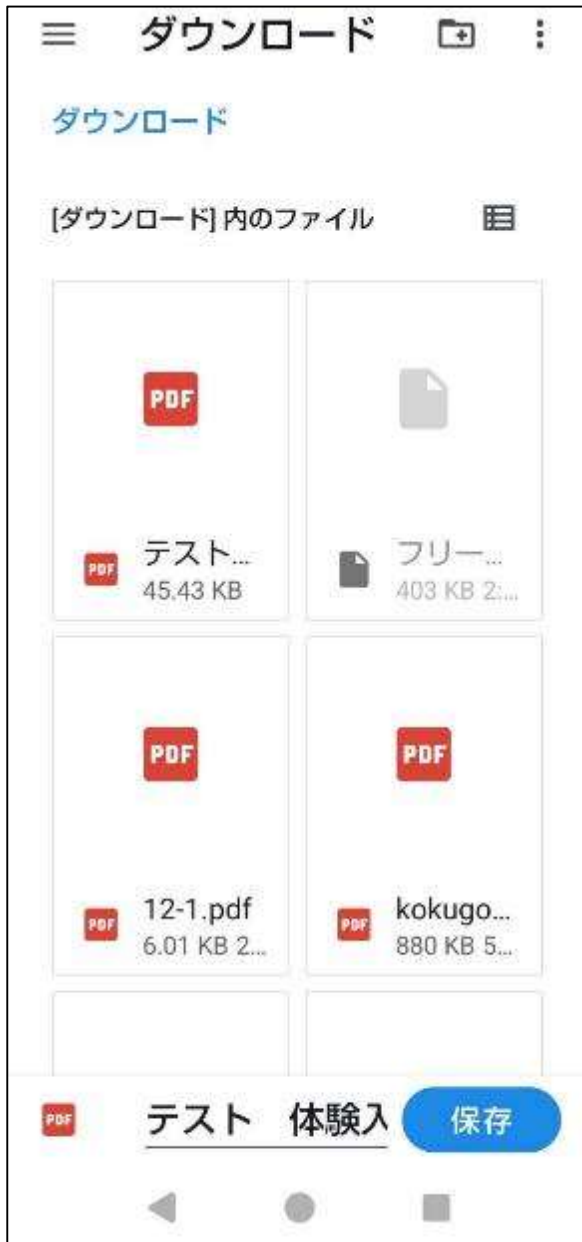 ダウンロード
ダウンロード
[ダウンロード] 内のファイル
PDF
PDF テスト...
45.43 KB
フリー...
403 KB 2:...
PDF
PDF
PDF 12-1.pdf
6.01 KB 2...
PDF kokugo...
880 KB 5...
PDF テスト 体験入 保存